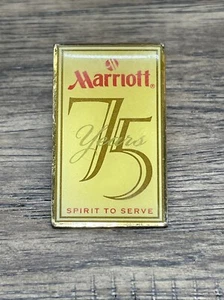 Marriott®
75
Years
SPIRIT TO SERVE